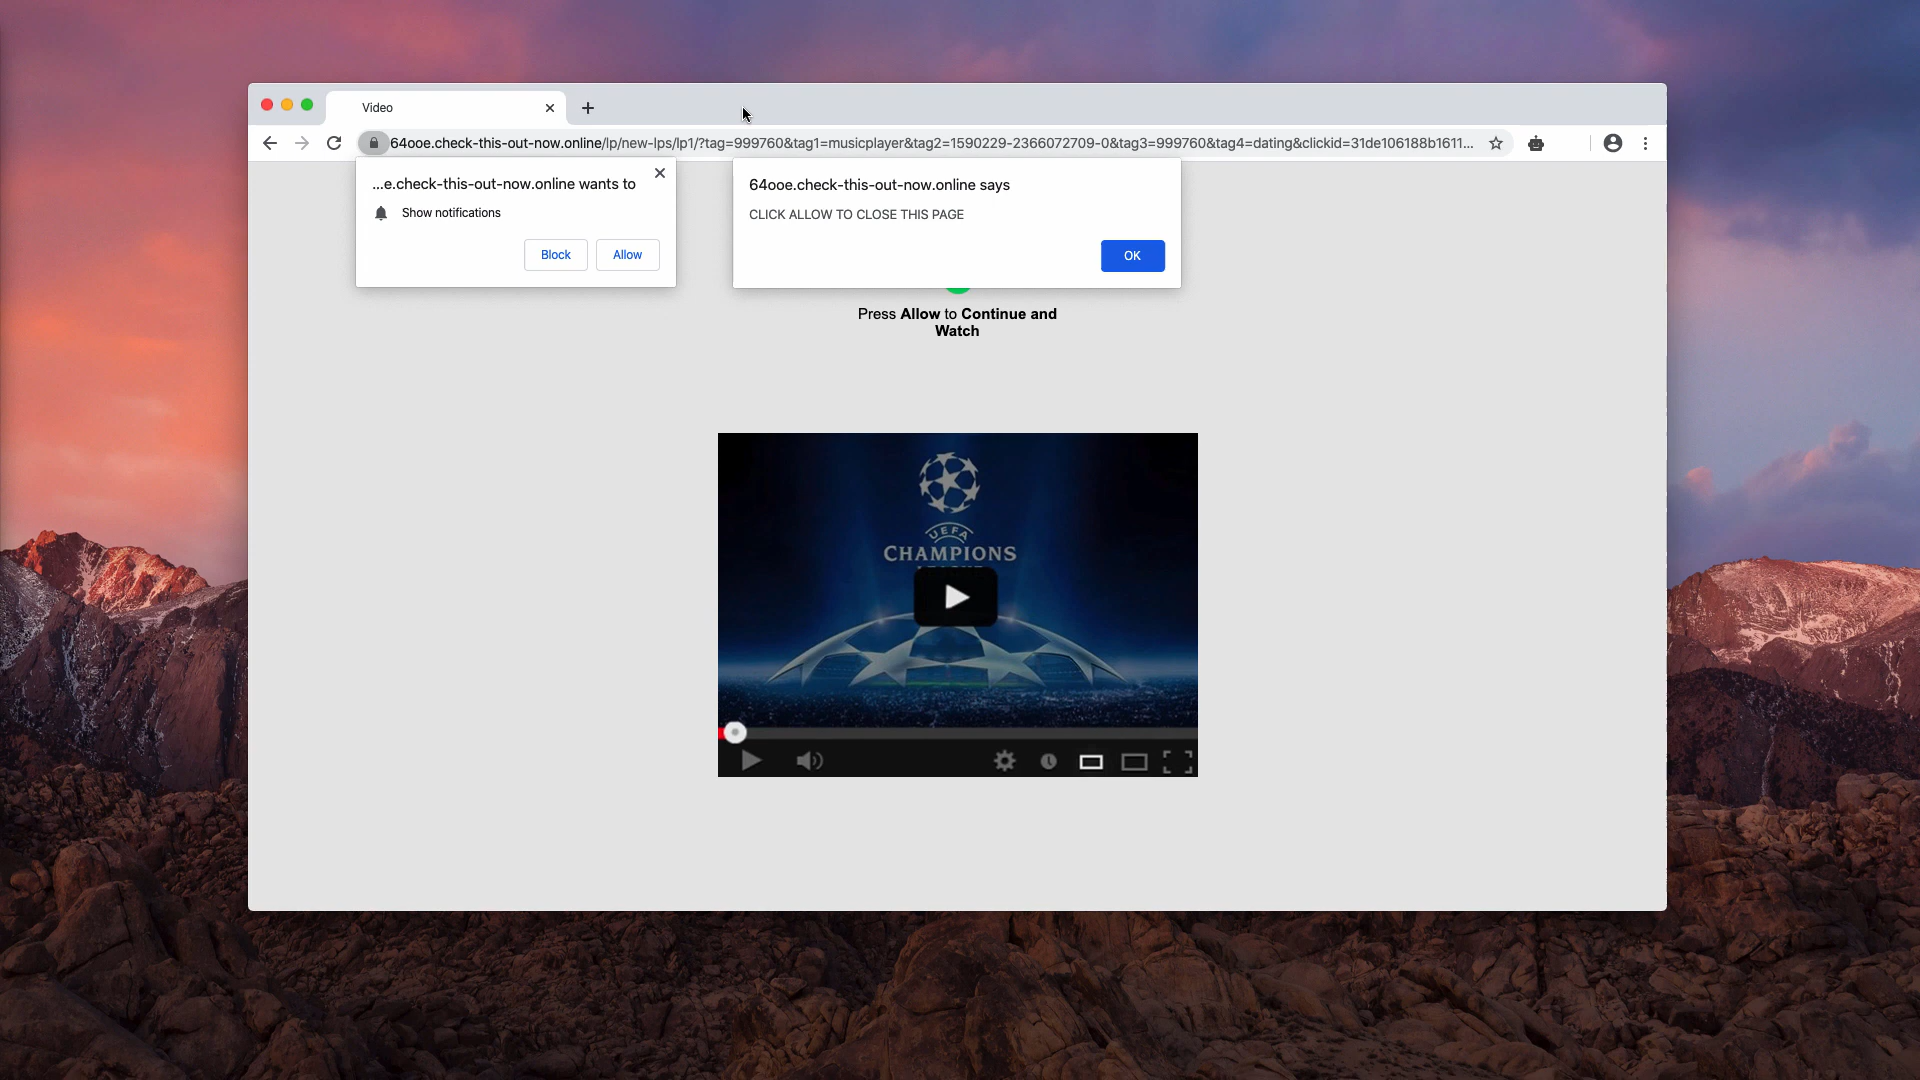 Video
64ooe.check-this-out-now.online/lp/new-lps/lp1/?tag=999760&tag1=musicplayer&tag2=1590229-2366072709-0&tag3=999760&tag4=dating&clickid=31de106188b1611...
...e.check-this-out-now.online wants to
Show notifications
Block
Allow
64ooe.check-this-out-now.online says
CLICK ALLOW TO CLOSE THIS PAGE
OK
Press Allow to Continue and
Watch
UEFA
CHAMPIONS